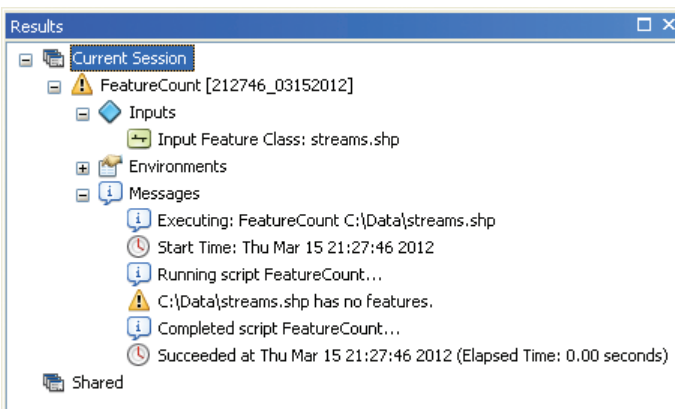 Results
Current Session
FeatureCount [212746_03152012]
Inputs
Input Feature Class: streams.shp
Environments
Messages
Executing: FeatureCount C:\Data\streams.shp
Start Time: Thu Mar 15 21:27:46 2012
Running script FeatureCount...
C:\Data\streams.shp has no features.
Completed script FeatureCount...
Succeeded at Thu Mar 15 21:27:46 2012 (Elapsed Time: 0.00 seconds)
Shared